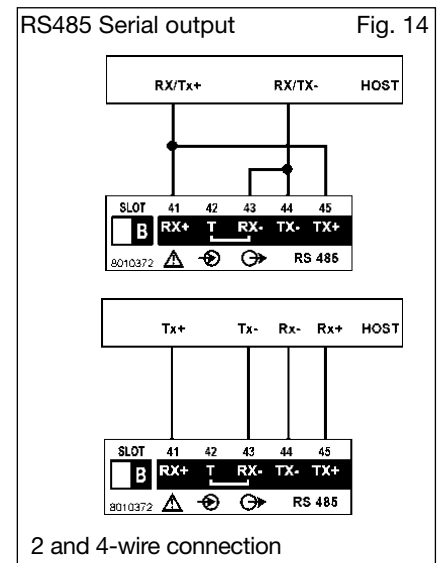 RS485 Serial output Fig. 14
RX/Tx+ RX/TX- HOST
SLOT 41 42 43 44 45
B RX+ T RX- TX- TX+
8010372 RS 485
Tx+ Tx- Rx- Rx+ HOST
SLOT 41 42 43 44 45
B RX+ T RX- TX- TX+
8010372 RS 485
2 and 4-wire connection